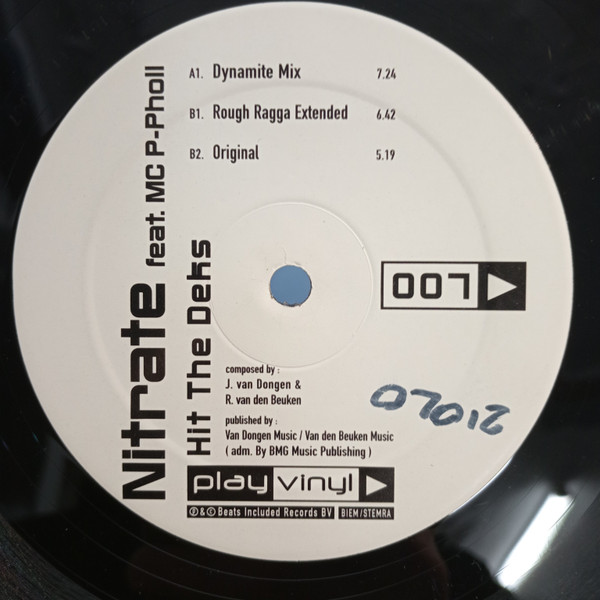 A1. Dynamite Mix 7.24
B1. Rough Ragga Extended 6.42
B2. Original 5.19
Nitrate feat. MC P-Pholl
Hit The Deks
007
composed by :
J. van Dongen &
R. van den Beuken
published by :
Van Dongen Music / Van den Beuken Music
( adm. By BMG Music Publishing )
play vinyl
℗ & © Beats Included Records BV BIEM/STEMRA